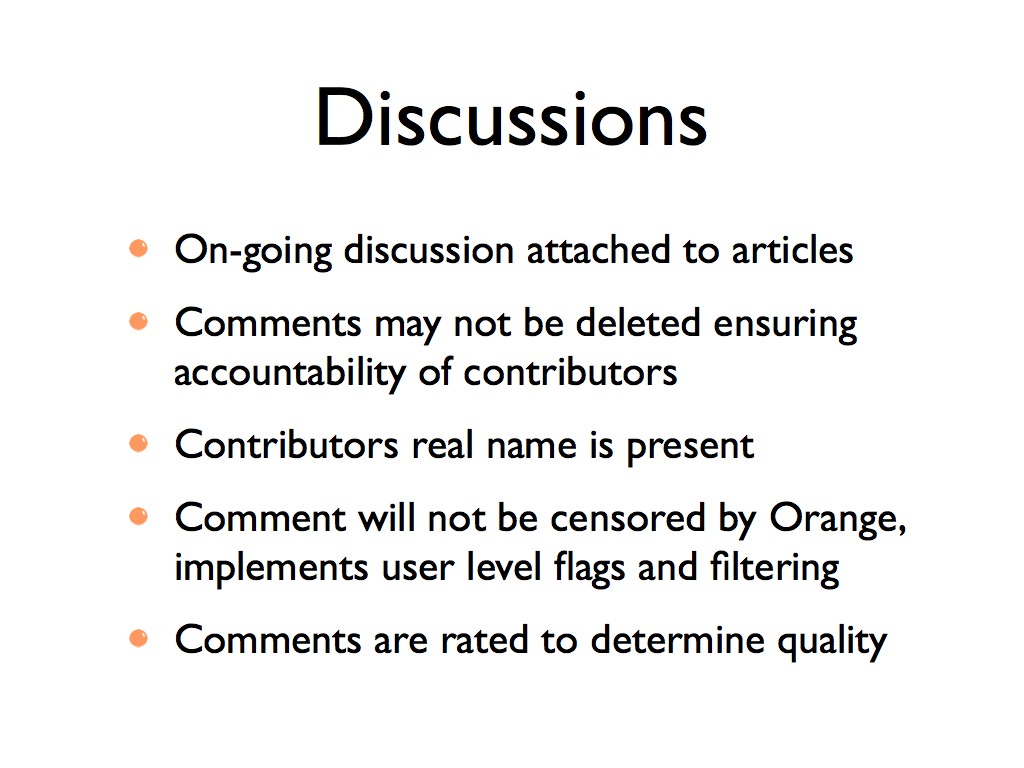 Discussions
On-going discussion attached to articles
Comments may not be deleted ensuring
accountability of contributors
Contributors real name is present
Comment will not be censored by Orange,
implements user level flags and filtering
Comments are rated to determine quality